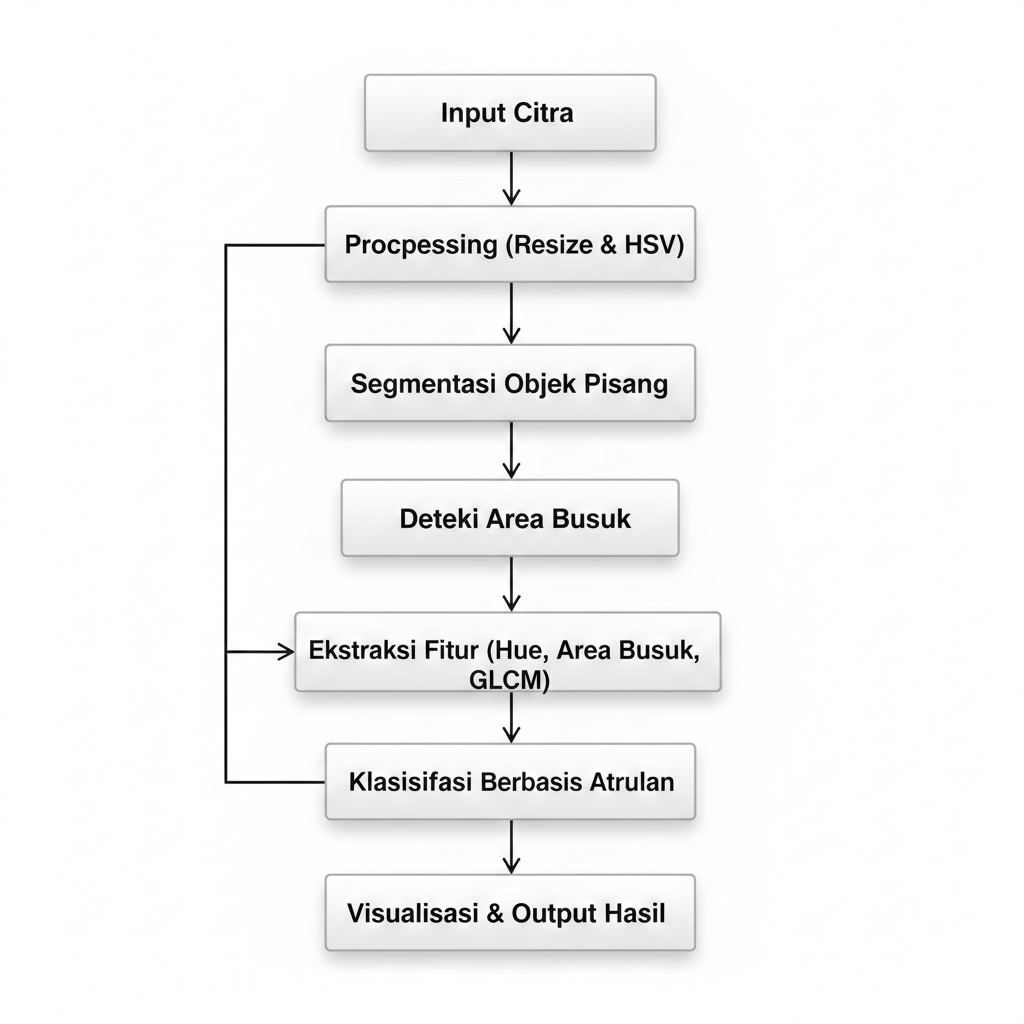 Input Citra
Procpessing (Resize & HSV)
Segmentasi Objek Pisang
Deteki Area Busuk
Ekstraksi Fitur (Hue, Area Busuk,
GLCM)
Klasisifasi Berbasis Atrulan
Visualisasi & Output Hasil